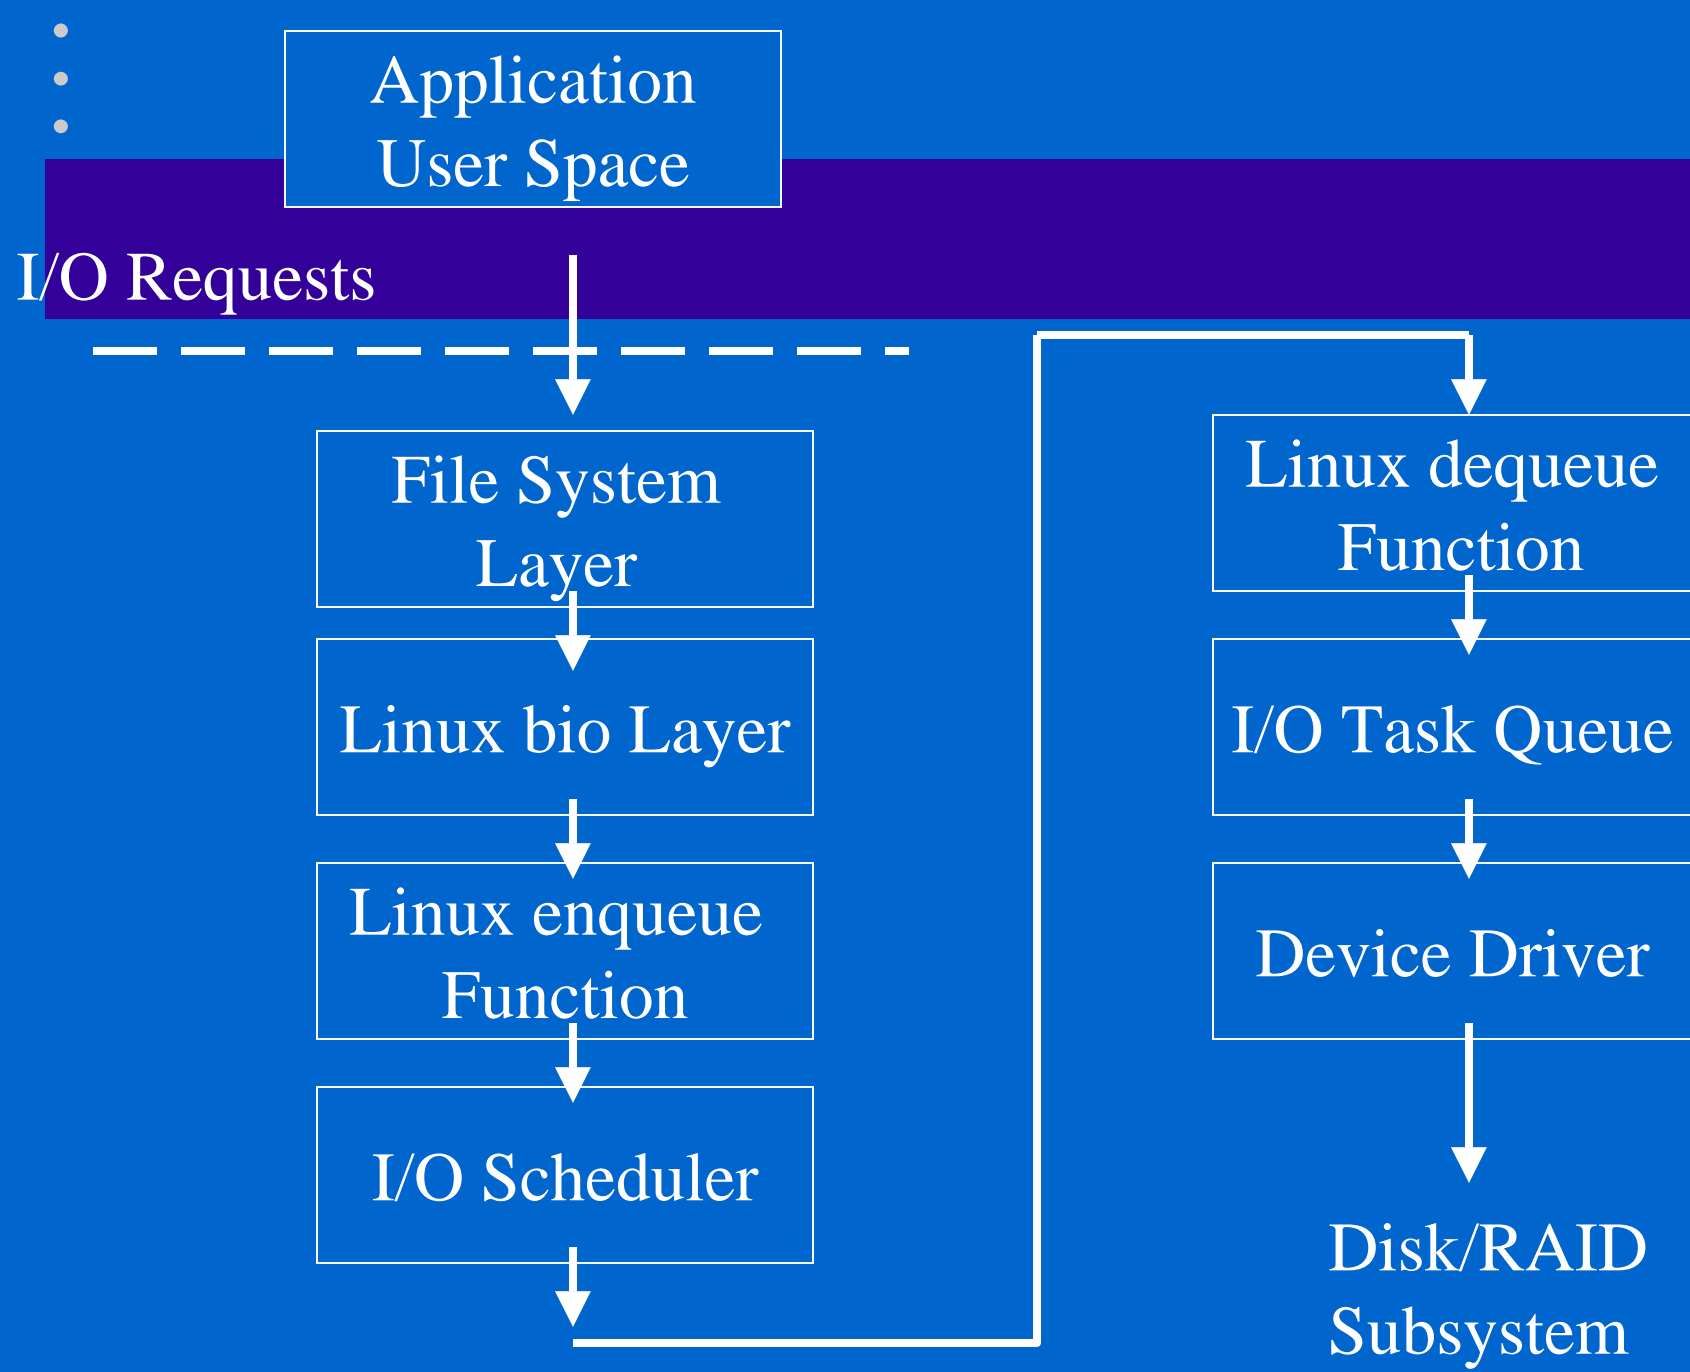 Application
User Space
I/O Requests
File System
Layer
Linux bio Layer
Linux enqueue
Function
I/O Scheduler
Linux dequeue
Function
I/O Task Queue
Device Driver
Disk/RAID
Subsystem